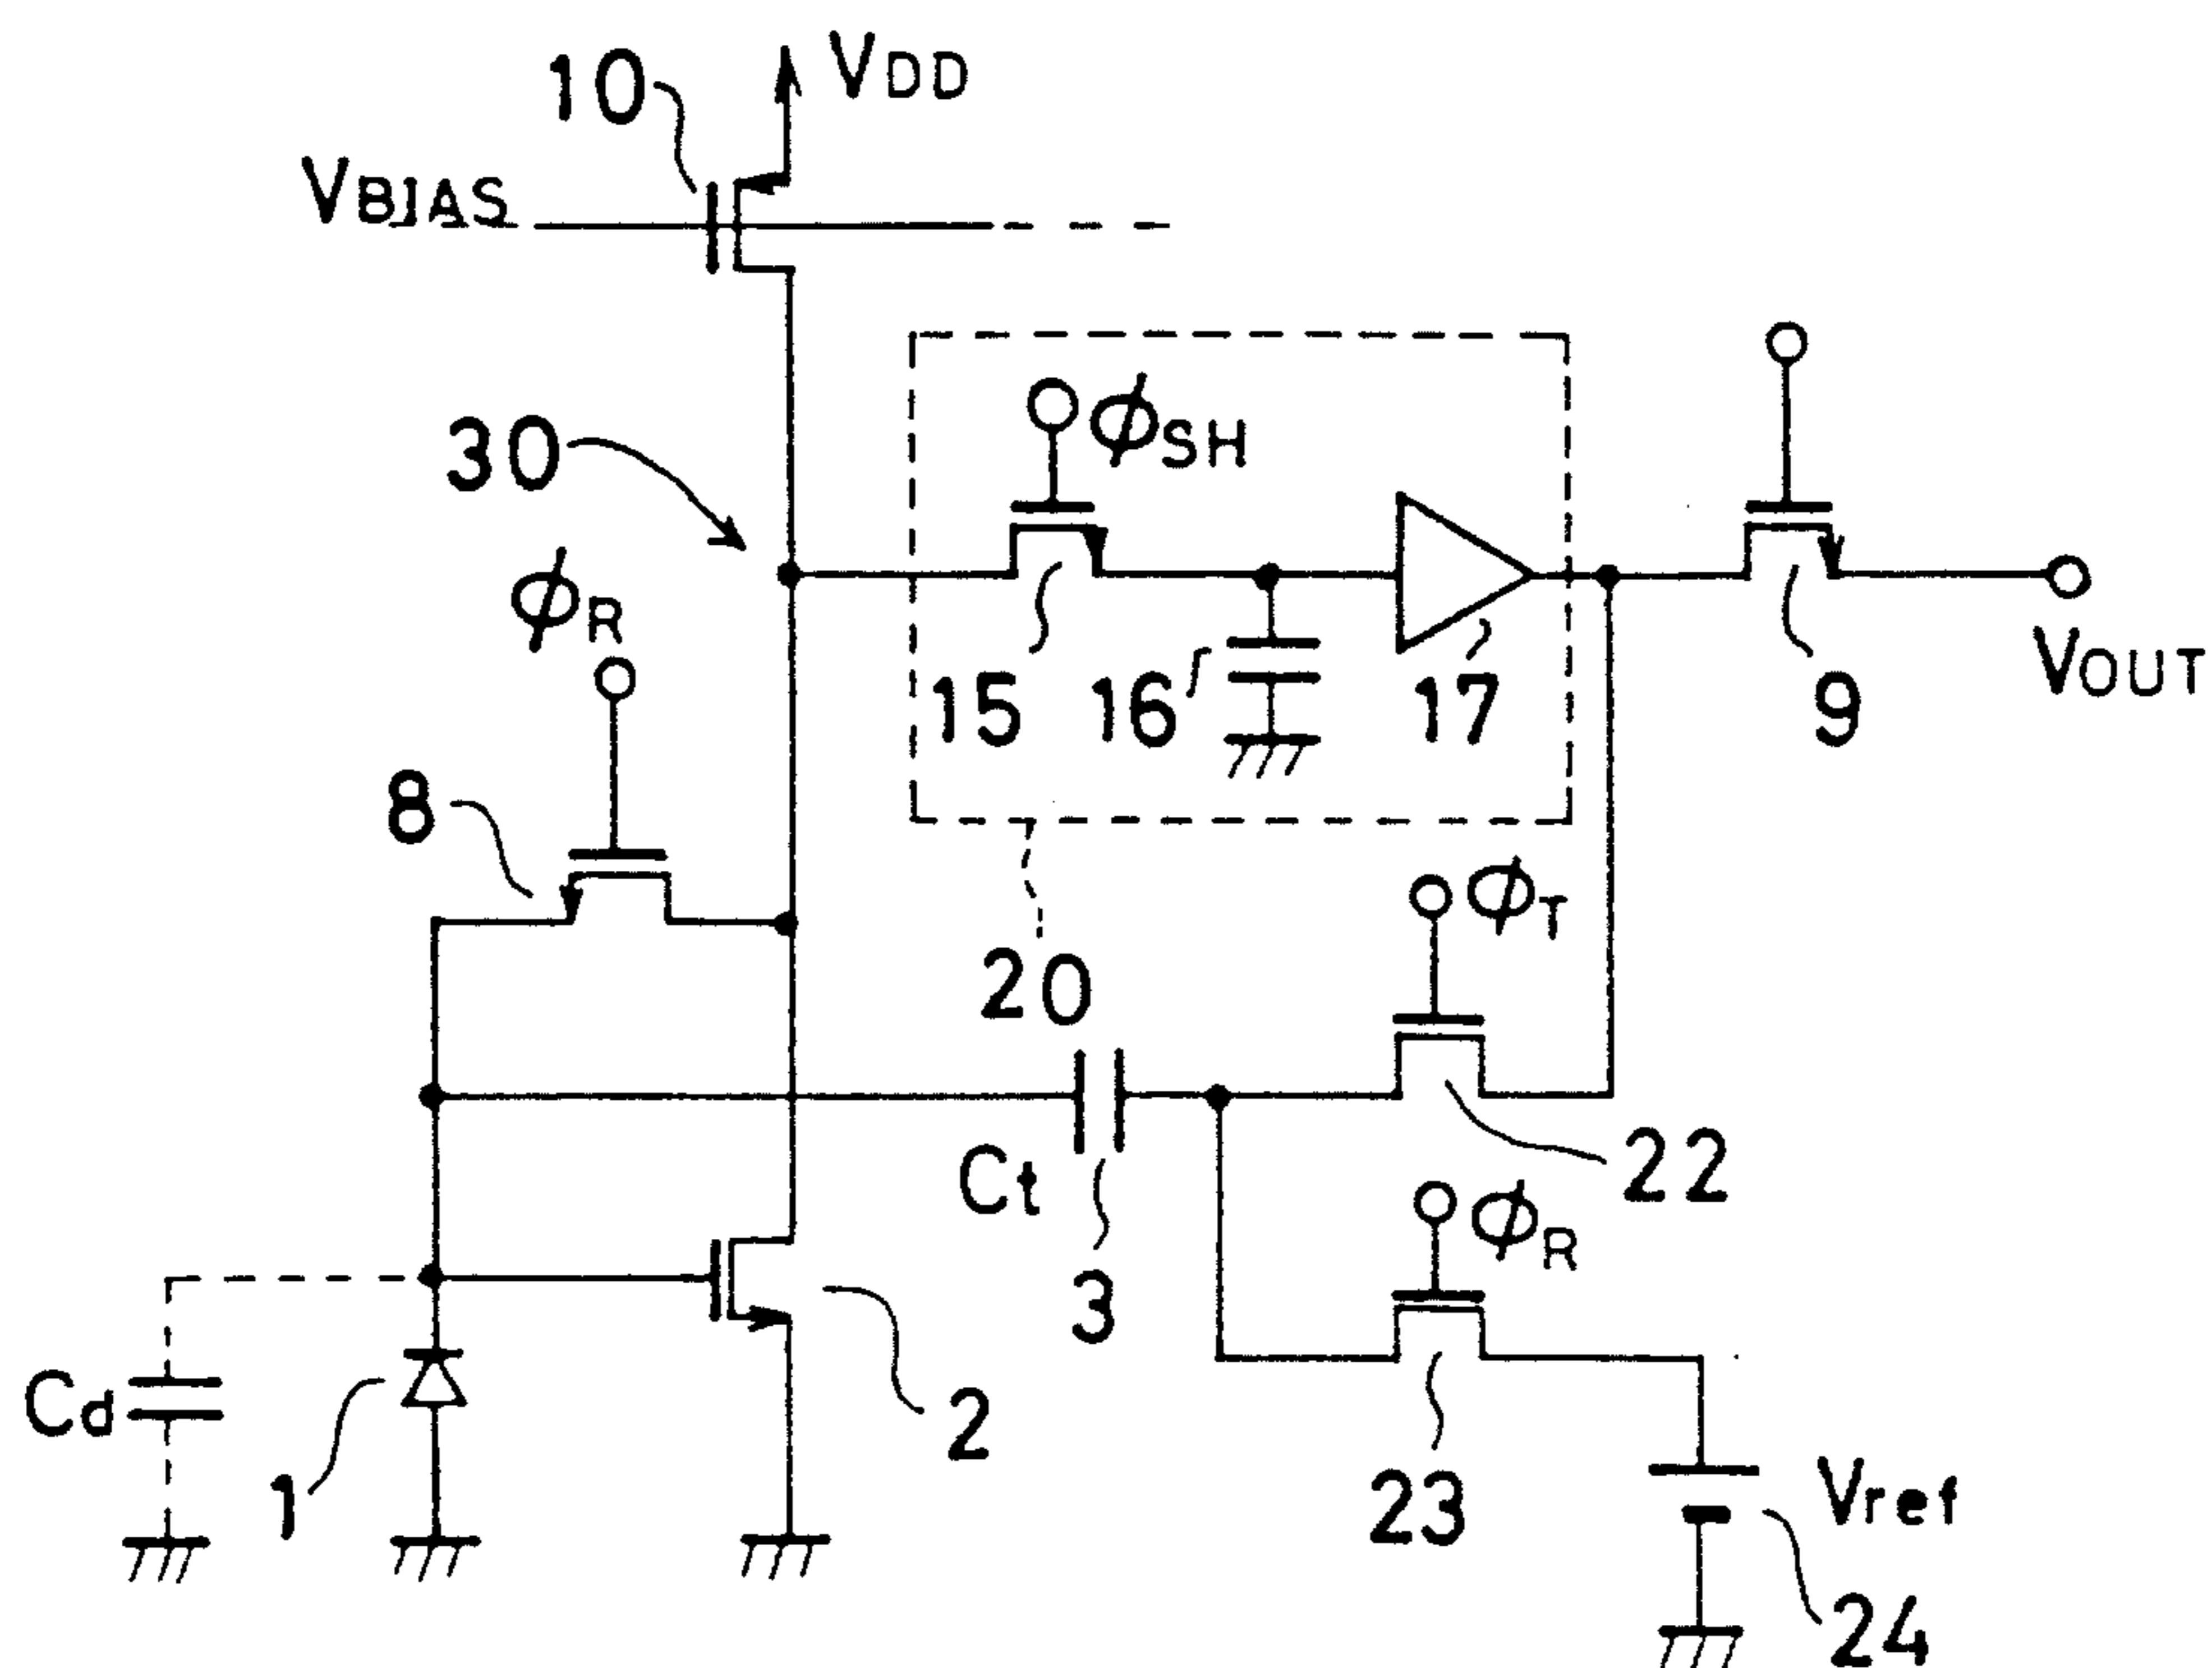 10
VDD
VBIAS
30
ϕSH
ϕR
15
16
17
9
VOUT
8
20
ϕT
Ct
3
22
ϕR
Cd
1
2
23
Vref
24